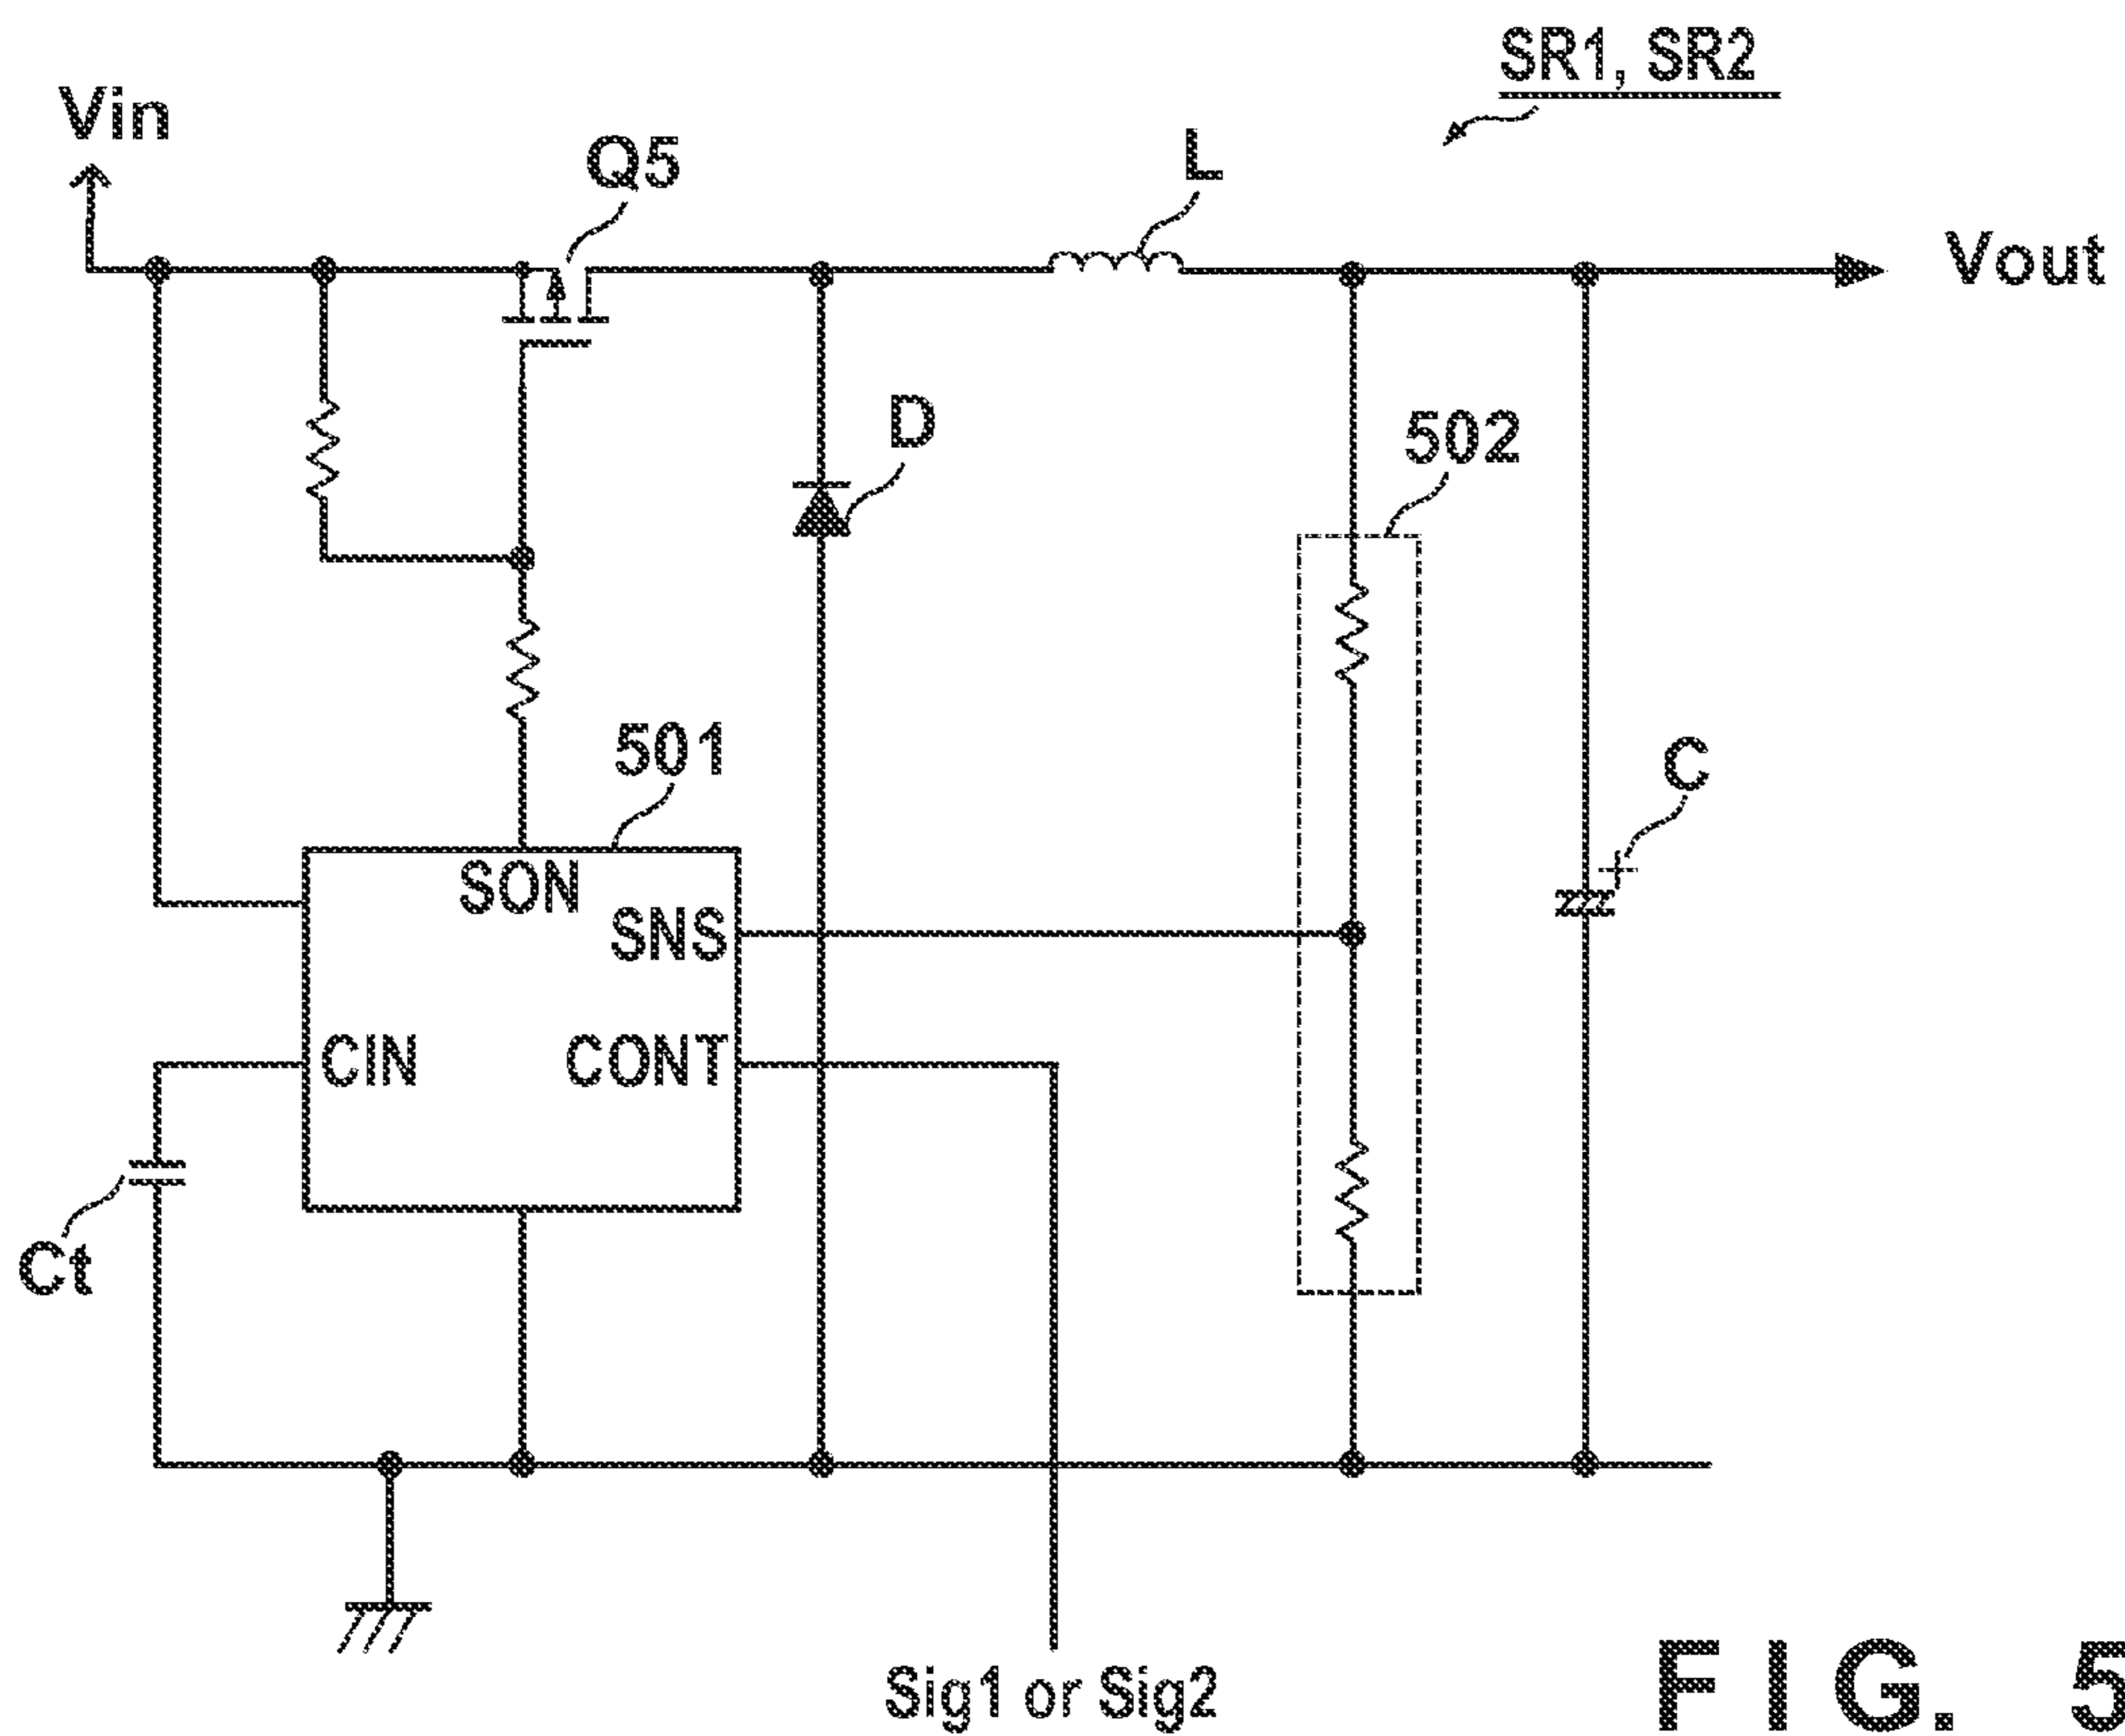 SR1, SR2
Vin
Q5
L
Vout
D
502
501
C
SON
SNS
CIN
CONT
Ct
Sig1 or Sig2
FIG. 5